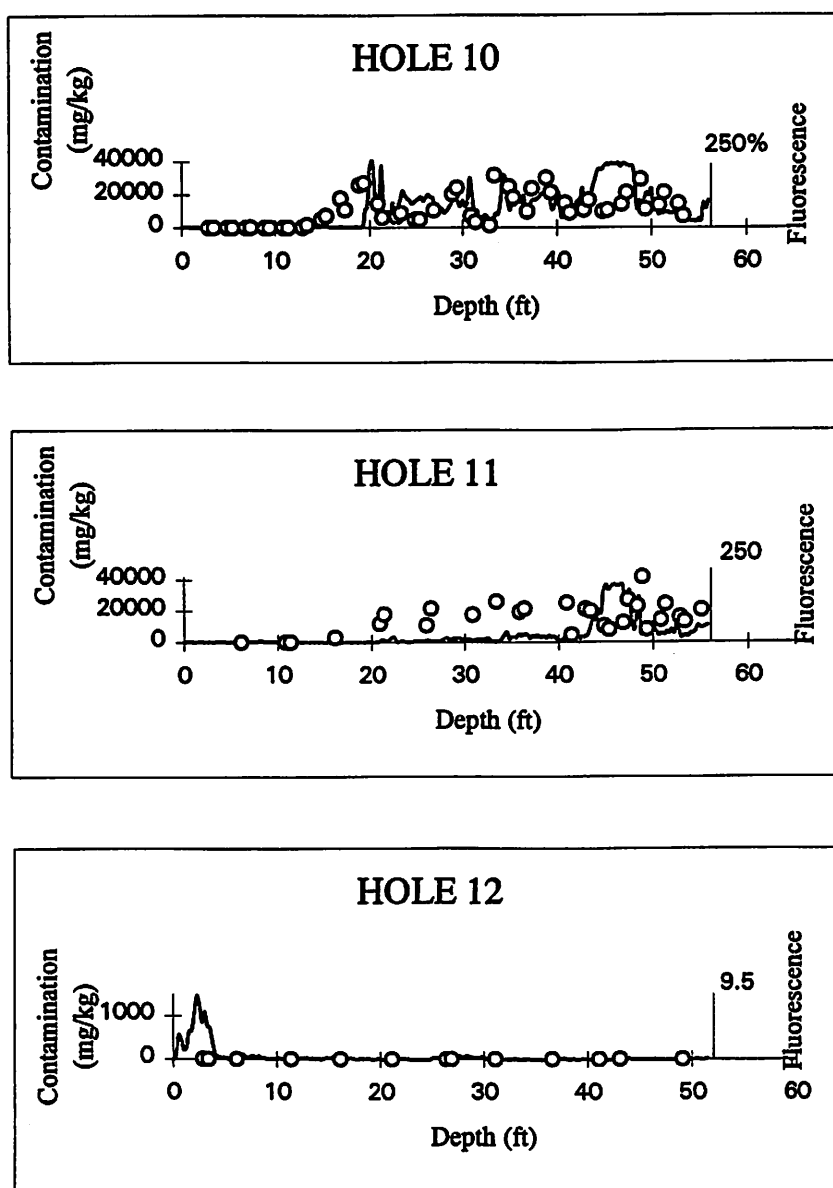 HOLE 10
Contamination
(mg/kg)
40000
20000
0
250%
Fluorescence
0
20
30
40
50
60
Depth (ft)
HOLE 11
Contamination
(mg/kg)
40000
20000
0
250
Fluorescence
0
10
20
30
40
50
60
Depth (ft)
HOLE 12
Contamination
(mg/kg)
1000
0
9.5
Fluorescence
0
10
20
30
40
50
60
Depth (ft)